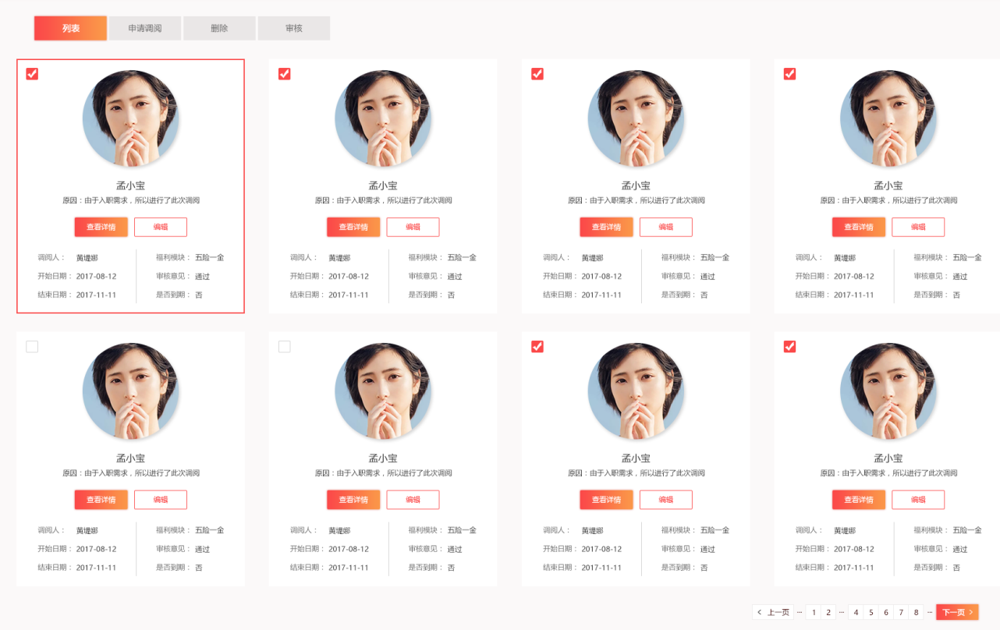 列表 申请调阅 删除 审核
孟小宝 孟小宝 孟小宝 孟小宝
原因：由于入职需求，所以进行了此次调阅 原因：由于入职需求，所以进行了此次调阅 原因：由于入职需求，所以进行了此次调阅 原因：由于入职需求，所以进行了此次调阅
查看详情 编辑 查看详情 编辑 查看详情 编辑 查看详情 编辑
调阅人： 黄堤娜 福利模块： 五险一金 调阅人： 黄堤娜 福利模块： 五险一金 调阅人： 黄堤娜 福利模块： 五险一金 调阅人： 黄堤娜 福利模块： 五险一金
开始日期： 2017-08-12 审核意见： 通过 开始日期： 2017-08-12 审核意见： 通过 开始日期： 2017-08-12 审核意见： 通过 开始日期： 2017-08-12 审核意见： 通过
结束日期： 2017-11-11 是否到期： 否 结束日期： 2017-11-11 是否到期： 否 结束日期： 2017-11-11 是否到期： 否 结束日期： 2017-11-11 是否到期： 否
孟小宝 孟小宝 孟小宝 孟小宝
原因：由于入职需求，所以进行了此次调阅 原因：由于入职需求，所以进行了此次调阅 原因：由于入职需求，所以进行了此次调阅 原因：由于入职需求，所以进行了此次调阅
查看详情 编辑 查看详情 编辑 查看详情 编辑 查看详情 编辑
调阅人： 黄堤娜 福利模块： 五险一金 调阅人： 黄堤娜 福利模块： 五险一金 调阅人： 黄堤娜 福利模块： 五险一金 调阅人： 黄堤娜 福利模块： 五险一金
开始日期： 2017-08-12 审核意见： 通过 开始日期： 2017-08-12 审核意见： 通过 开始日期： 2017-08-12 审核意见： 通过 开始日期： 2017-08-12 审核意见： 通过
结束日期： 2017-11-11 是否到期： 否 结束日期： 2017-11-11 是否到期： 否 结束日期： 2017-11-11 是否到期： 否 结束日期： 2017-11-11 是否到期： 否
< 上一页 ... 1 2 ... 4 5 6 7 8 ... 下一页 >